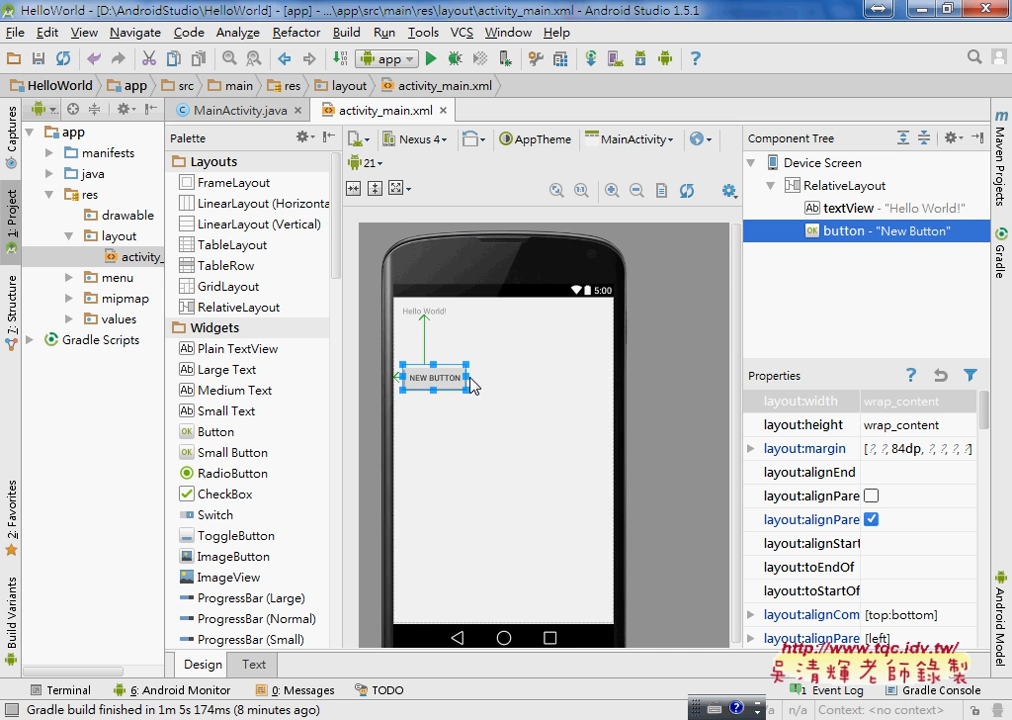 HelloWorld - [D:\AndroidStudio\HelloWorld] - [app] - ...\app\src\main\res\layout\activity_main.xml - Android Studio 1.5.1
File Edit View Navigate Code Analyze Refactor Build Run Tools VCS Window Help
app
HelloWorld app src main res layout activity_main.xml
MainActivity.java activity_main.xml
Captures
1: Project
7: Structure
2: Favorites
Build Variants
app
manifests
java
res
drawable
layout
activity_
menu
mipmap
values
Gradle Scripts
Palette
Layouts
FrameLayout
LinearLayout (Horizonta
LinearLayout (Vertical)
TableLayout
TableRow
GridLayout
RelativeLayout
Widgets
Plain TextView
Large Text
Medium Text
Small Text
Button
Small Button
RadioButton
CheckBox
Switch
ToggleButton
ImageButton
ImageView
ProgressBar (Large)
ProgressBar (Normal)
ProgressBar (Small)
Design Text
Nexus 4 AppTheme MainActivity
21
5:00
Hello World!
NEW BUTTON
Component Tree
Device Screen
RelativeLayout
textView - "Hello World!"
button - "New Button"
Properties
layout:width wrap_content
layout:height wrap_content
layout:margin [?, ?, 84dp, ?, ?, ?, ?]
layout:alignEnd
layout:alignPare
layout:alignPare
layout:alignStart
layout:toEndOf
layout:toStartOf
layout:alignCom [top:bottom]
layout:alignPare [left]
Maven Projects
Gradle
Android Model
http://www.tqc.idv.tw/
吳清輝老師錄製
Terminal 6: Android Monitor 0: Messages TODO 1 Event Log Gradle Console
Gradle build finished in 1m 5s 174ms (8 minutes ago) n/a Context: <no context>